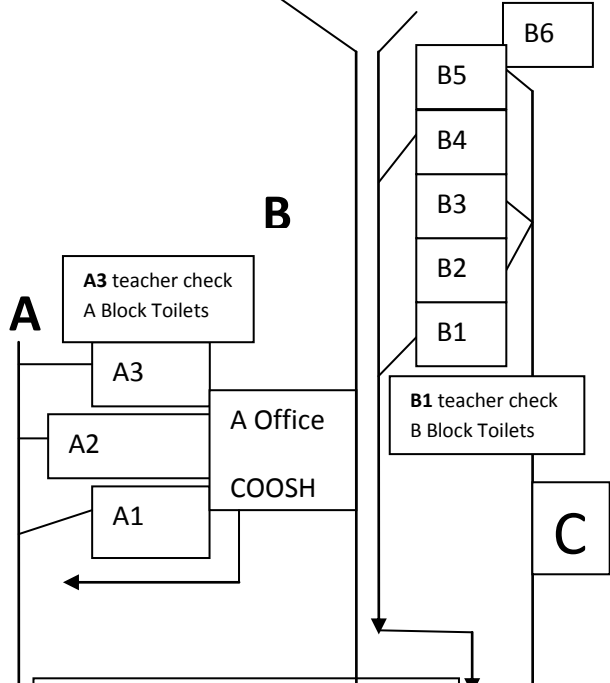 B6
B5
B4
B
B3
B2
A3 teacher check
A Block Toilets
A
B1
A3
B1 teacher check
B Block Toilets
A Office
A2
COOSH
A1
C